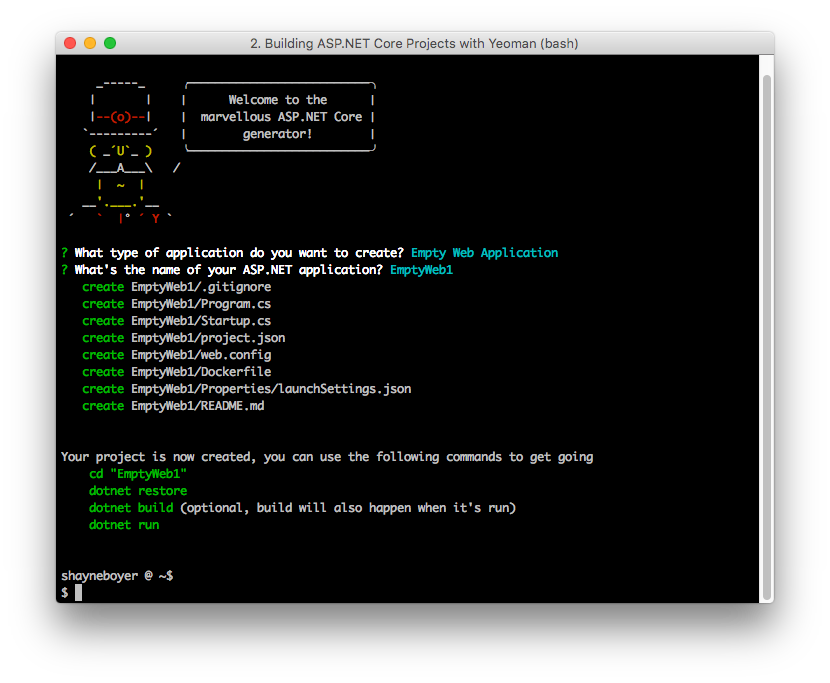 2. Building ASP.NET Core Projects with Yeoman (bash)
Welcome to the
marvellous ASP.NET Core
generator!
? What type of application do you want to create? Empty Web Application
? What's the name of your ASP.NET application? EmptyWeb1
create EmptyWeb1/.gitignore
create EmptyWeb1/Program.cs
create EmptyWeb1/Startup.cs
create EmptyWeb1/project.json
create EmptyWeb1/web.config
create EmptyWeb1/Dockerfile
create EmptyWeb1/Properties/launchSettings.json
create EmptyWeb1/README.md
Your project is now created, you can use the following commands to get going
cd "EmptyWeb1"
dotnet restore
dotnet build (optional, build will also happen when it's run)
dotnet run
shayneboyer @ ~$
$